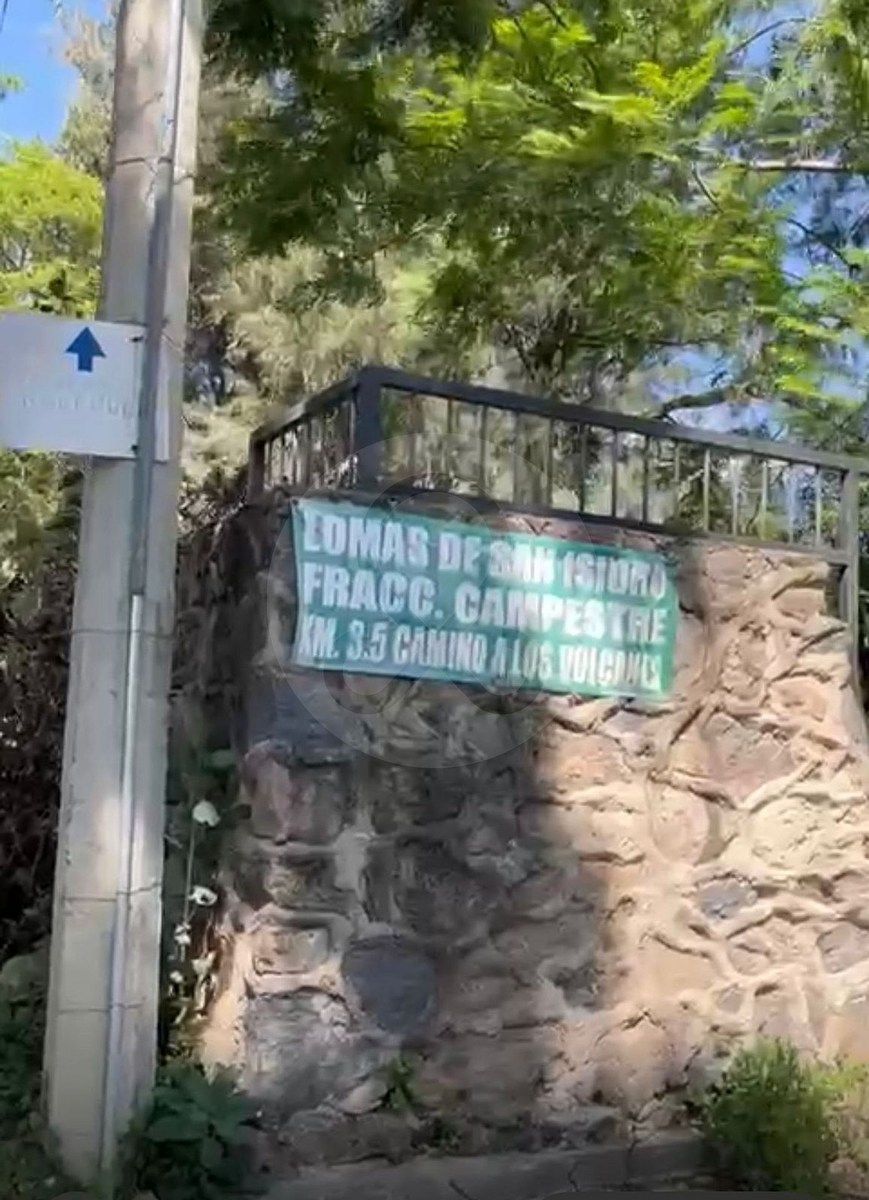 LOMAS DE SAN ISIDRO
FRACC. CAMPESTRE
KM. 3.5 CAMINO A LOS VOLCANES